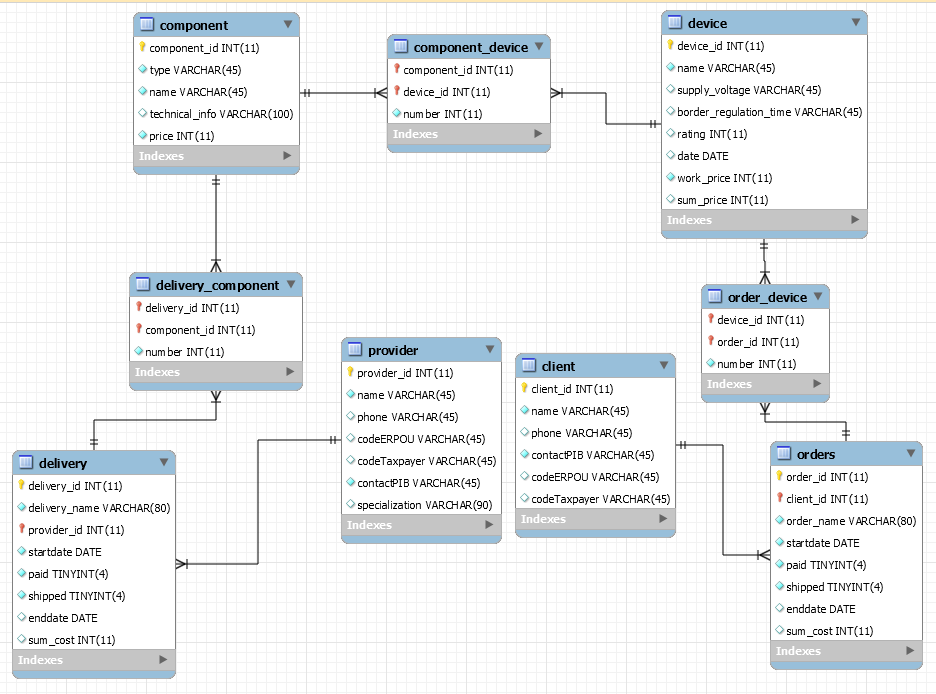 component
component_id INT(11)
type VARCHAR(45)
name VARCHAR(45)
technical_info VARCHAR(100)
price INT(11)
Indexes
component_device
component_id INT(11)
device_id INT(11)
number INT(11)
Indexes
device
device_id INT(11)
name VARCHAR(45)
supply_voltage VARCHAR(45)
border_regulation_time VARCHAR(45)
rating INT(11)
date DATE
work_price INT(11)
sum_price INT(11)
Indexes
delivery_component
delivery_id INT(11)
component_id INT(11)
number INT(11)
Indexes
order_device
device_id INT(11)
order_id INT(11)
number INT(11)
Indexes
provider
provider_id INT(11)
name VARCHAR(45)
phone VARCHAR(45)
codeERPOU VARCHAR(45)
codeTaxpayer VARCHAR(45)
contactPIB VARCHAR(45)
specialization VARCHAR(90)
Indexes
client
client_id INT(11)
name VARCHAR(45)
phone VARCHAR(45)
contactPIB VARCHAR(45)
codeERPOU VARCHAR(45)
codeTaxpayer VARCHAR(45)
Indexes
delivery
delivery_id INT(11)
delivery_name VARCHAR(80)
provider_id INT(11)
startdate DATE
paid TINYINT(4)
shipped TINYINT(4)
enddate DATE
sum_cost INT(11)
Indexes
orders
order_id INT(11)
client_id INT(11)
order_name VARCHAR(80)
startdate DATE
paid TINYINT(4)
shipped TINYINT(4)
enddate DATE
sum_cost INT(11)
Indexes